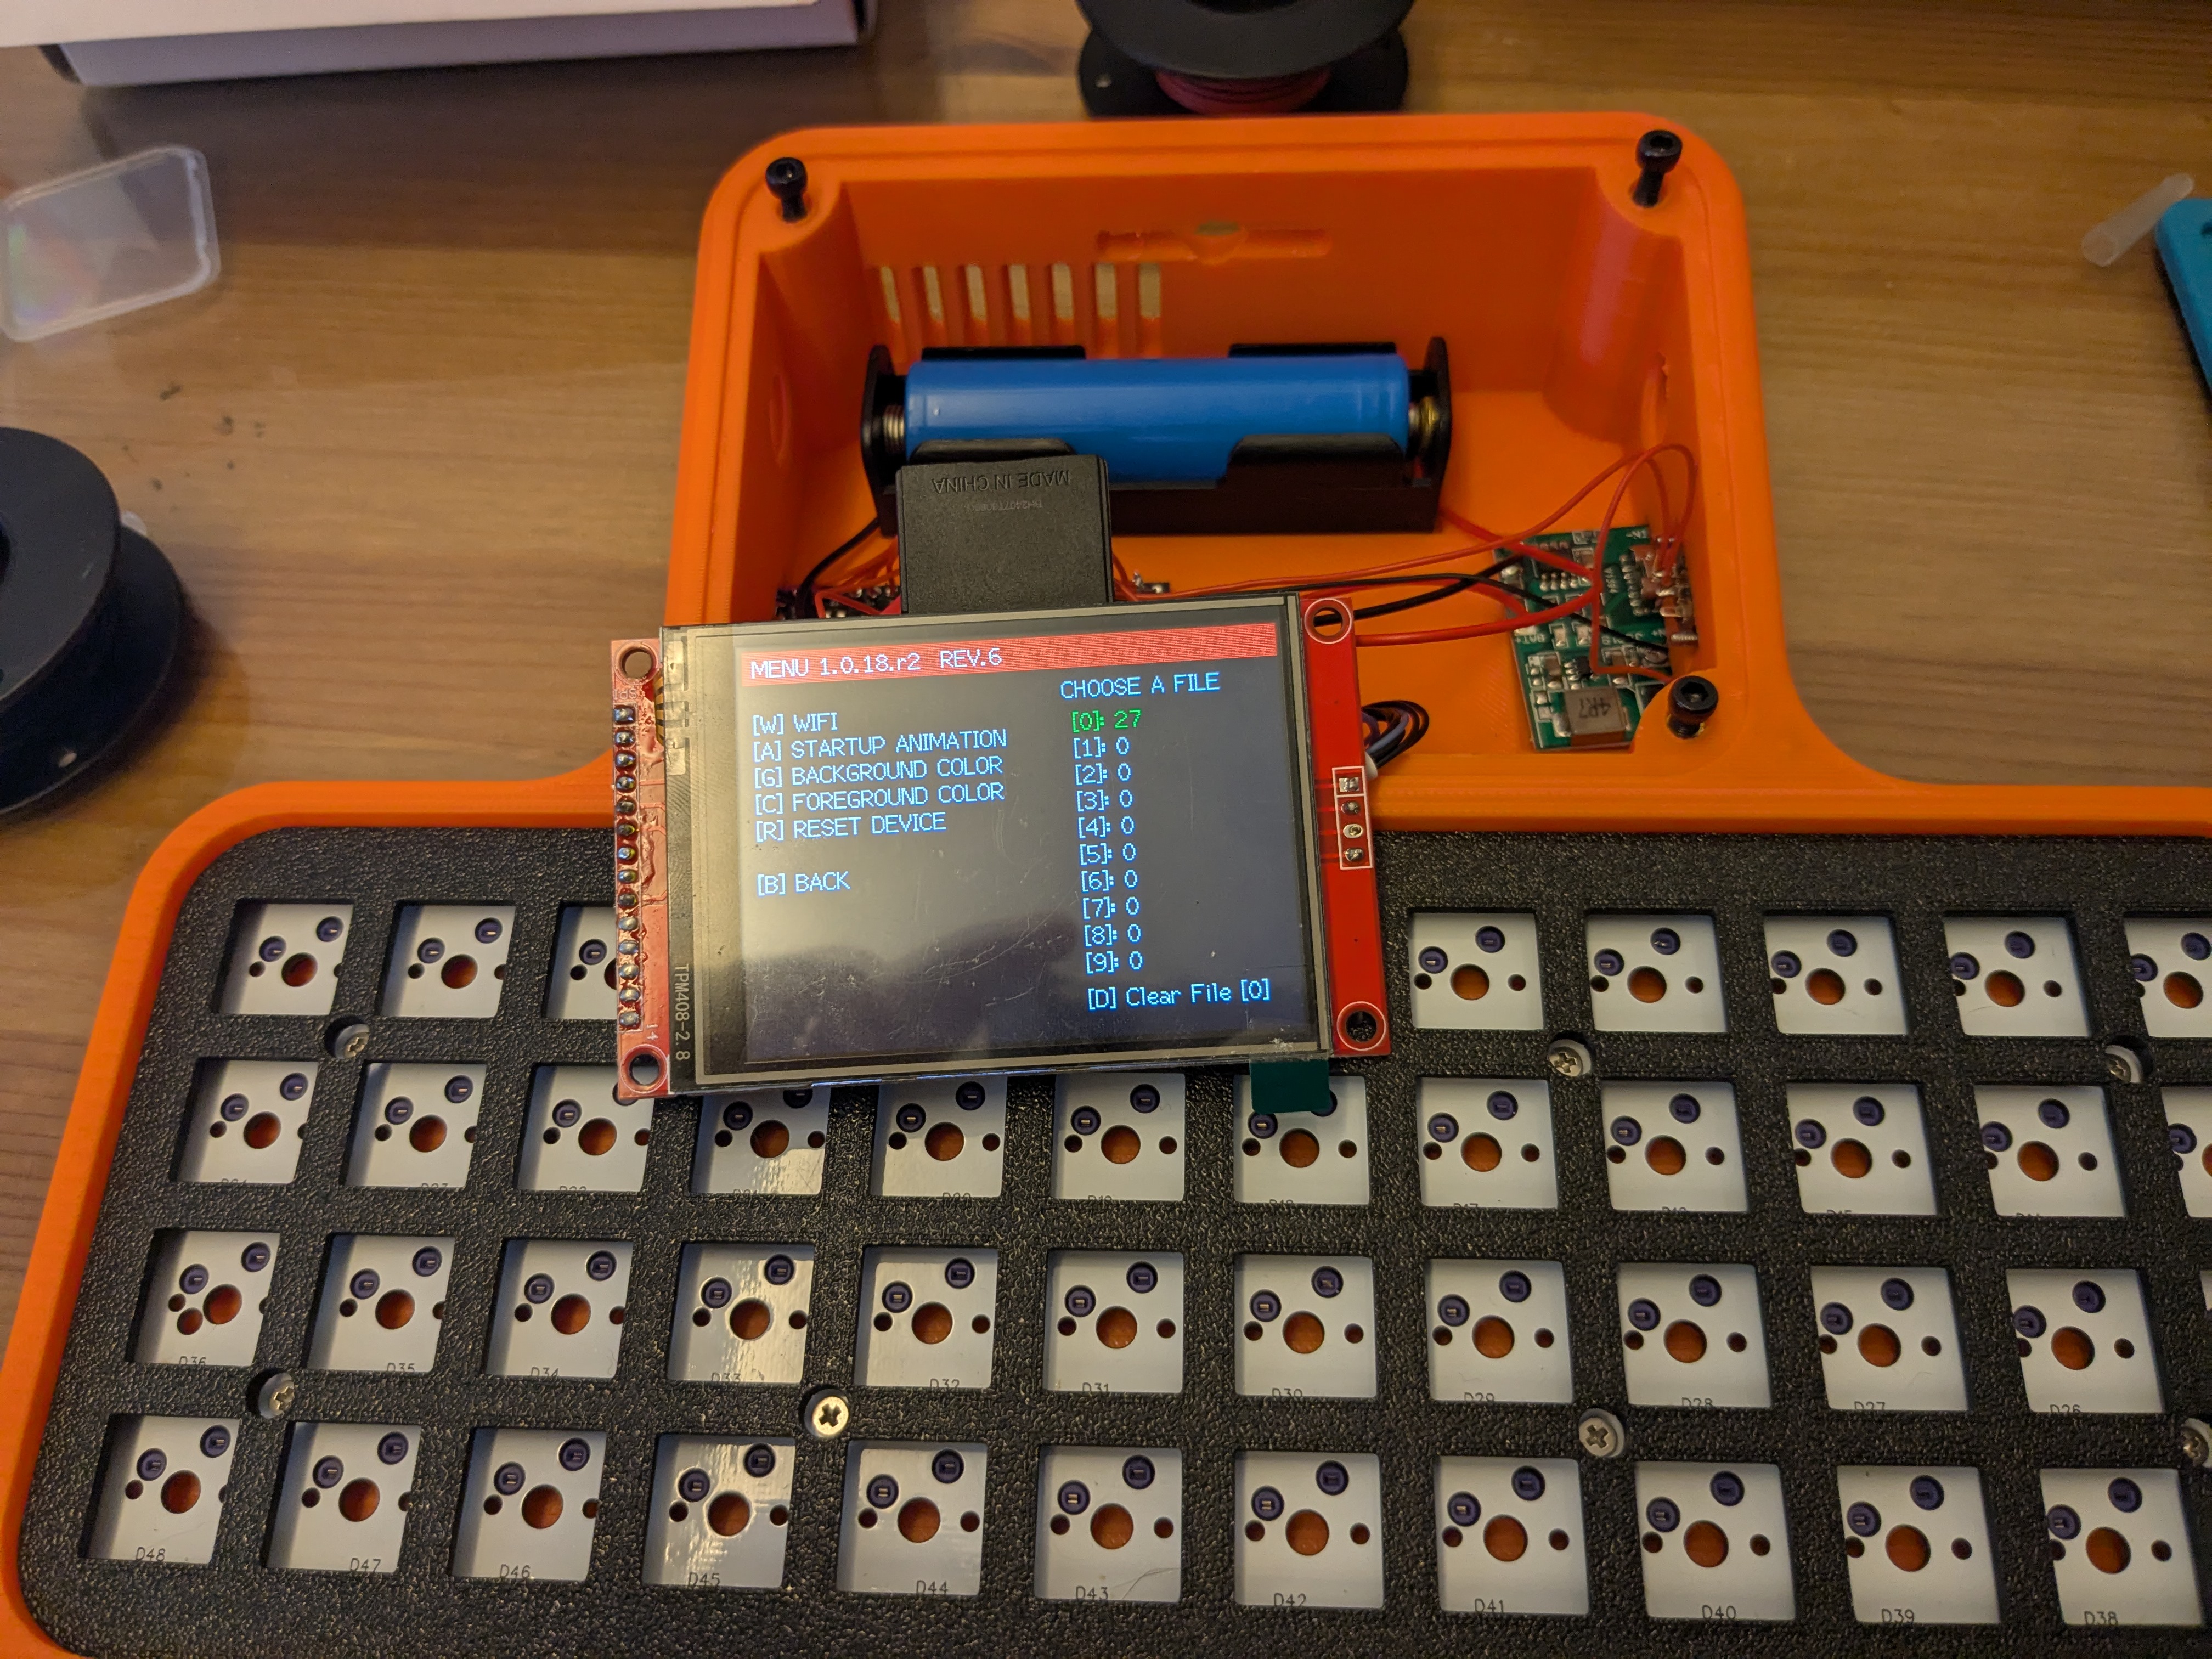 MADE IN CHINA
MENU 1.0.18.r2 REV.6
CHOOSE A FILE
[W] WIFI
[A] STARTUP ANIMATION
[G] BACKGROUND COLOR
[C] FOREGROUND COLOR
[R] RESET DEVICE
[B] BACK
[0]: 27
[1]: 0
[2]: 0
[3]: 0
[4]: 0
[5]: 0
[6]: 0
[7]: 0
[8]: 0
[9]: 0
[D] Clear File [0]
TPM408-2.8
14
4R7
D36
D35
D34
D33
D32
D31
D30
D29
D28
D27
D26
D48
D47
D46
D45
D44
D43
D42
D41
D40
D39
D38